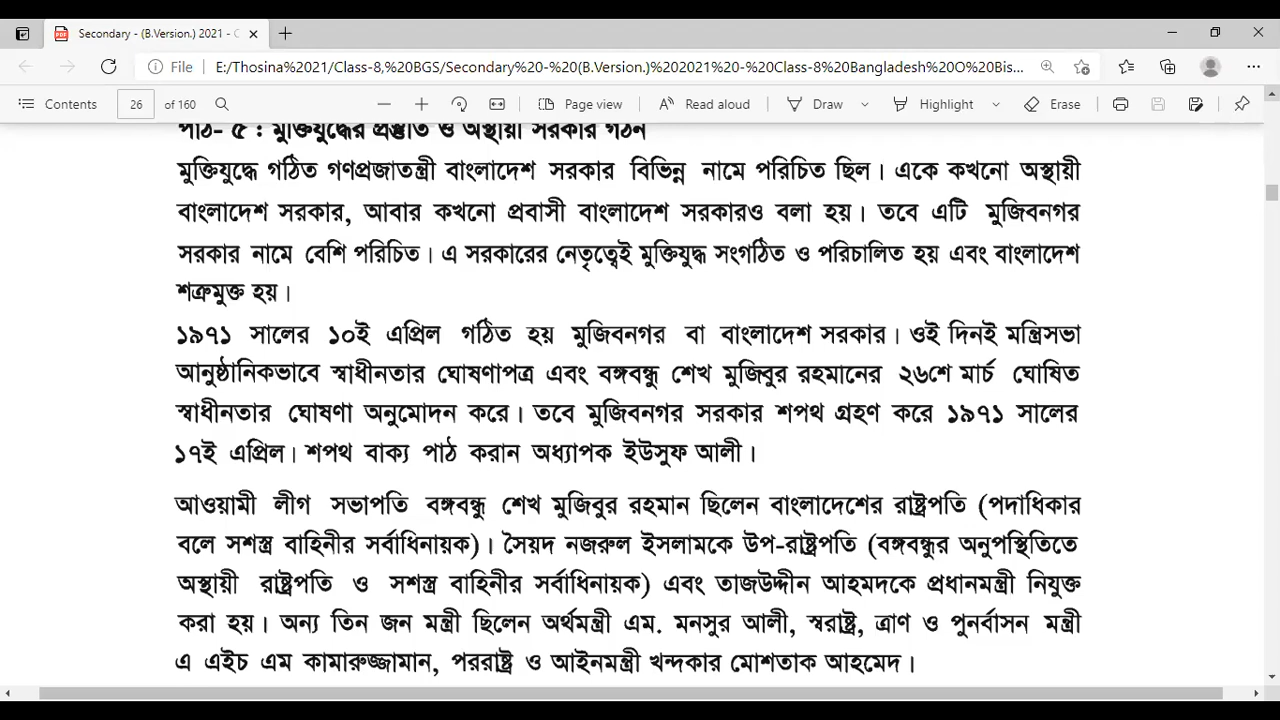 Secondary - (B.Version.) 2021 - C
File E:/Thosina%2021/Class-8,%20BGS/Secondary%20-%20(B.Version.)%202021%20-%20Class-8%20Bangladesh%20O%20Bis...
Contents 26 of 160 Page view Read aloud Draw Highlight Erase
পাঠ- ৫ : মুক্তিযুদ্ধের প্রস্তুতি ও অস্থায়ী সরকার গঠন
মুক্তিযুদ্ধে গঠিত গণপ্রজাতন্ত্রী বাংলাদেশ সরকার বিভিন্ন নামে পরিচিত ছিল। একে কখনো অস্থায়ী
বাংলাদেশ সরকার, আবার কখনো প্রবাসী বাংলাদেশ সরকারও বলা হয়। তবে এটি মুজিবনগর
সরকার নামে বেশি পরিচিত। এ সরকারের নেতৃত্বেই মুক্তিযুদ্ধ সংগঠিত ও পরিচালিত হয় এবং বাংলাদেশ
শত্রুমুক্ত হয়।
১৯৭১ সালের ১০ই এপ্রিল গঠিত হয় মুজিবনগর বা বাংলাদেশ সরকার। ওই দিনই মন্ত্রিসভা
আনুষ্ঠানিকভাবে স্বাধীনতার ঘোষণাপত্র এবং বঙ্গবন্ধু শেখ মুজিবুর রহমানের ২৬শে মার্চ ঘোষিত
স্বাধীনতার ঘোষণা অনুমোদন করে। তবে মুজিবনগর সরকার শপথ গ্রহণ করে ১৯৭১ সালের
১৭ই এপ্রিল। শপথ বাক্য পাঠ করান অধ্যাপক ইউসুফ আলী।
আওয়ামী লীগ সভাপতি বঙ্গবন্ধু শেখ মুজিবুর রহমান ছিলেন বাংলাদেশের রাষ্ট্রপতি (পদাধিকার
বলে সশস্ত্র বাহিনীর সর্বাধিনায়ক)। সৈয়দ নজরুল ইসলামকে উপ-রাষ্ট্রপতি (বঙ্গবন্ধুর অনুপস্থিতিতে
অস্থায়ী রাষ্ট্রপতি ও সশস্ত্র বাহিনীর সর্বাধিনায়ক) এবং তাজউদ্দীন আহমদকে প্রধানমন্ত্রী নিযুক্ত
করা হয়। অন্য তিন জন মন্ত্রী ছিলেন অর্থমন্ত্রী এম. মনসুর আলী, স্বরাষ্ট্র, ত্রাণ ও পুনর্বাসন মন্ত্রী
এ এইচ এম কামারুজ্জামান, পররাষ্ট্র ও আইনমন্ত্রী খন্দকার মোশতাক আহমেদ।